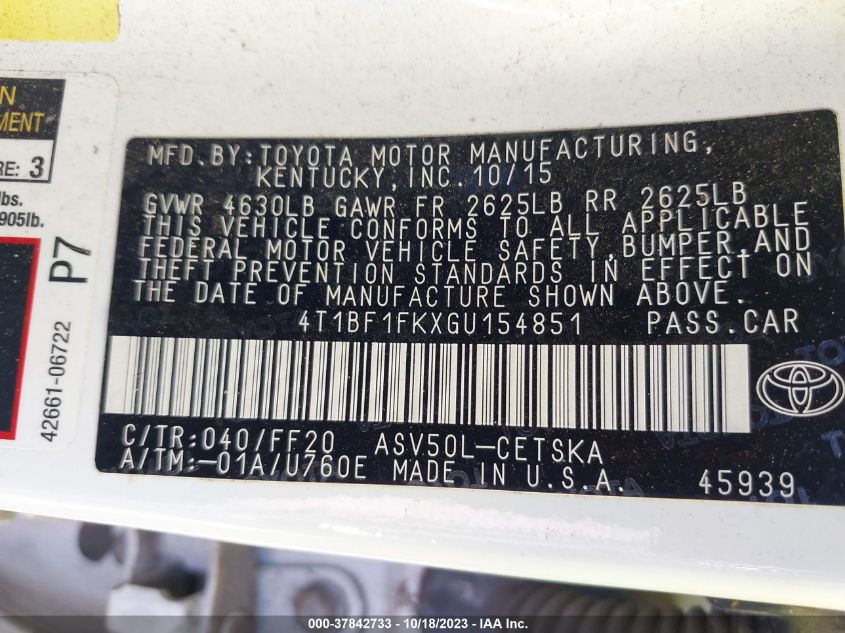 N
MENT
RE: 3
lbs.
905lb.
P7
42661-06722
MFD. BY: TOYOTA MOTOR MANUFACTURING,
KENTUCKY, INC. 10/15
GVWR 4630LB GAWR FR 2625LB RR 2625LB
THIS VEHICLE CONFORMS TO ALL APPLICABLE
FEDERAL MOTOR VEHICLE SAFETY, BUMPER, AND
THEFT PREVENTION STANDARDS IN EFFECT ON
THE DATE OF MANUFACTURE SHOWN ABOVE.
4T1BF1FKXGU154851 PASS.CAR
C/TR:040/FF20 ASV50L-CETSKA
A/TM:-01A/U760E MADE IN U.S.A. 45939
000-37842733 - 10/18/2023 - IAA Inc.